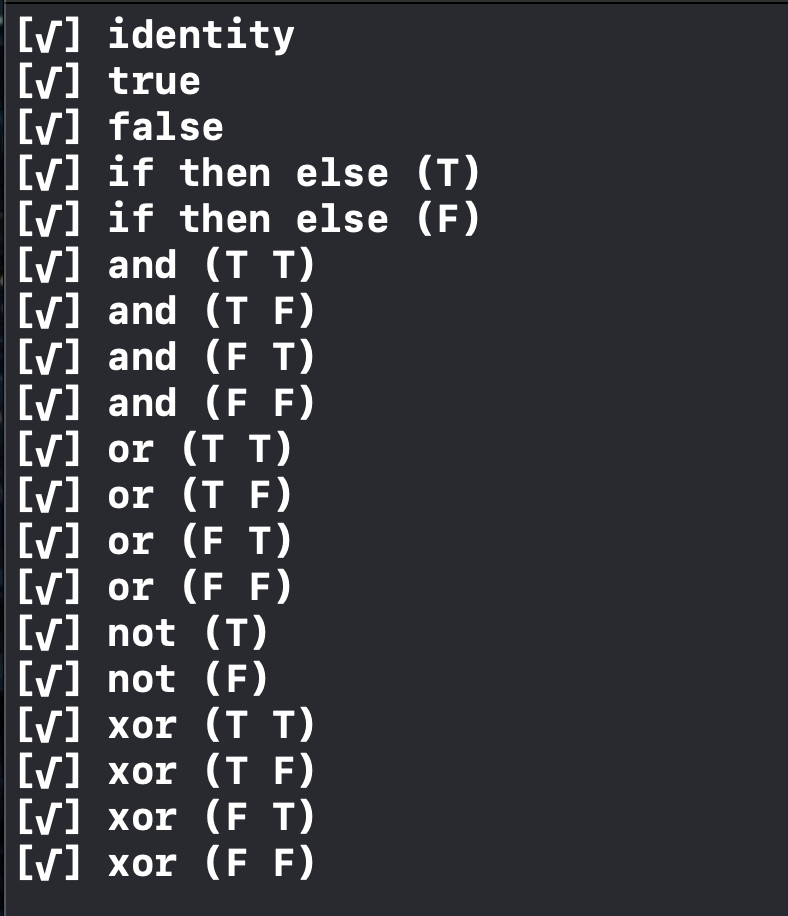 [√] identity
[√] true
[√] false
[√] if then else (T)
[√] if then else (F)
[√] and (T T)
[√] and (T F)
[√] and (F T)
[√] and (F F)
[√] or (T T)
[√] or (T F)
[√] or (F T)
[√] or (F F)
[√] not (T)
[√] not (F)
[√] xor (T T)
[√] xor (T F)
[√] xor (F T)
[√] xor (F F)